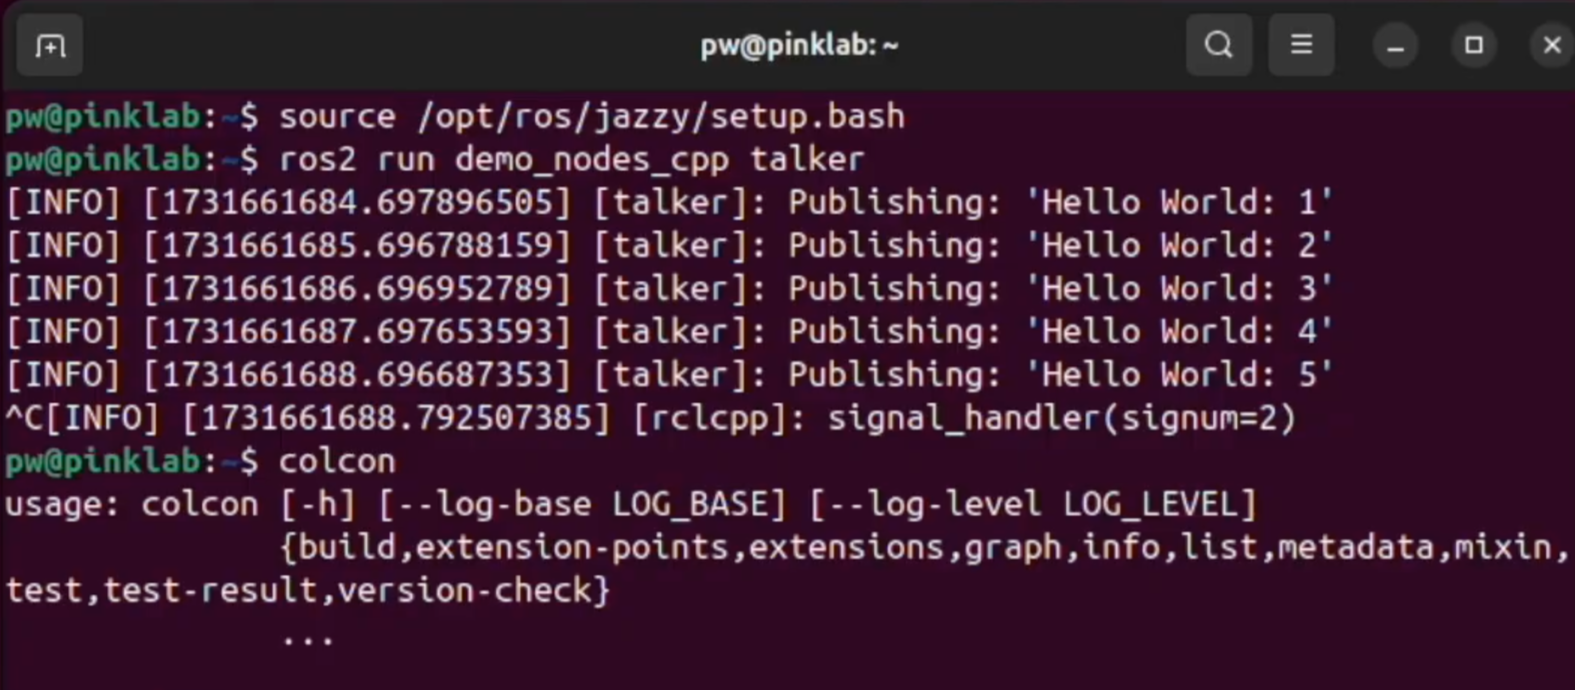 pw@pinklab: ~
pw@pinklab:~$ source /opt/ros/jazzy/setup.bash
pw@pinklab:~$ ros2 run demo_nodes_cpp talker
[INFO] [1731661684.697896505] [talker]: Publishing: 'Hello World: 1'
[INFO] [1731661685.696788159] [talker]: Publishing: 'Hello World: 2'
[INFO] [1731661686.696952789] [talker]: Publishing: 'Hello World: 3'
[INFO] [1731661687.697653593] [talker]: Publishing: 'Hello World: 4'
[INFO] [1731661688.696687353] [talker]: Publishing: 'Hello World: 5'
^C[INFO] [1731661688.792507385] [rclcpp]: signal_handler(signum=2)
pw@pinklab:~$ colcon
usage: colcon [-h] [--log-base LOG_BASE] [--log-level LOG_LEVEL]
{build,extension-points,extensions,graph,info,list,metadata,mixin,
test,test-result,version-check}
...